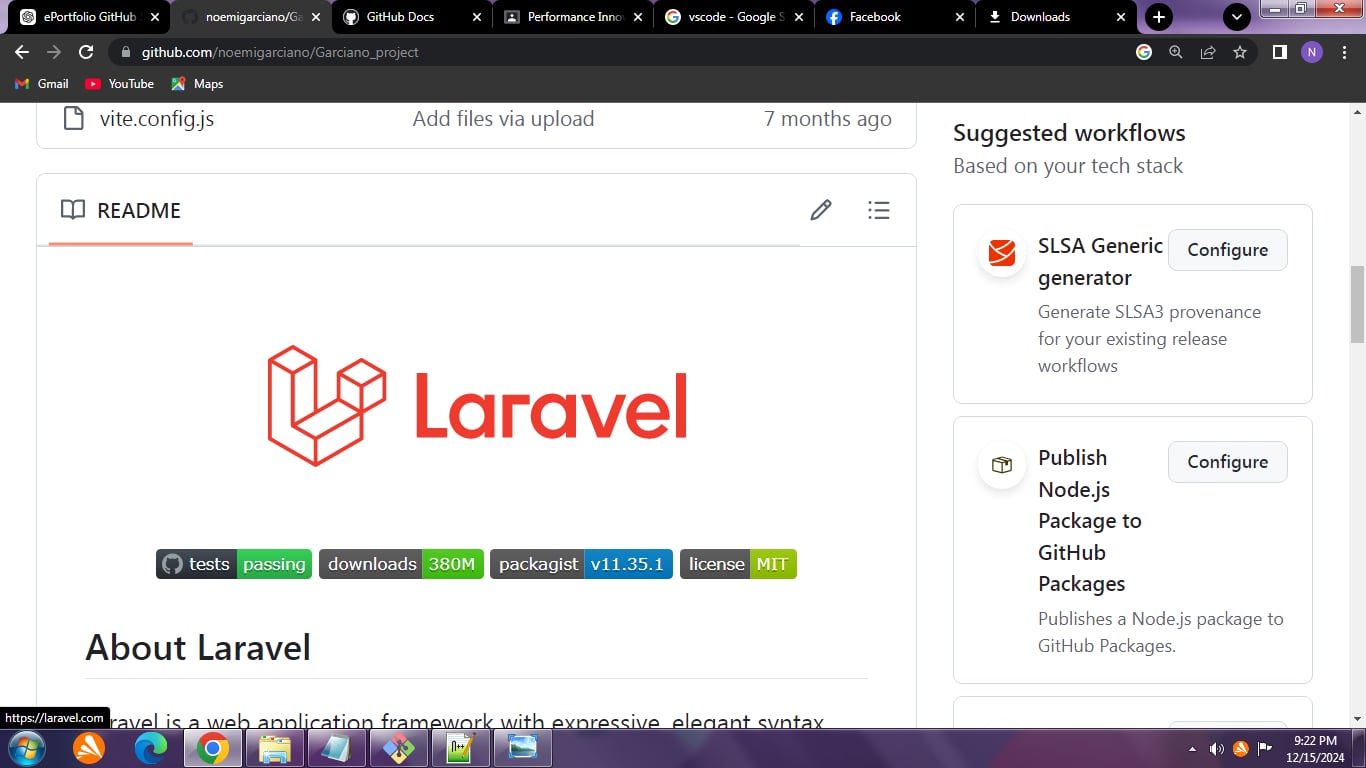 ePortfolio GitHub
noemigarciano/Ga
GitHub Docs
Performance Inno
vscode - Google S
Facebook
Downloads
github.com/noemigarciano/Garciano_project
N
Gmail
YouTube
Maps
vite.config.js
Add files via upload
7 months ago
README
Laravel
tests passing
downloads 380M
packagist v11.35.1
license MIT
About Laravel
ravel is a web application framework with expressive, elegant syntax
Suggested workflows
Based on your tech stack
SLSA Generic
generator
Configure
Generate SLSA3 provenance
for your existing release
workflows
Publish
Node.js
Package to
GitHub
Packages
Configure
Publishes a Node.js package to
GitHub Packages.
https://laravel.com
9:22 PM
12/15/2024